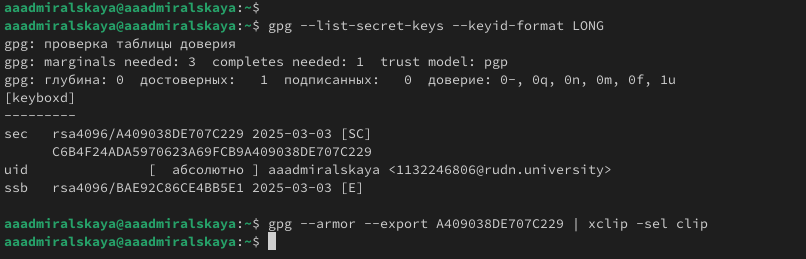 aaadmiralskaya@aaadmiralskaya:~$
aaadmiralskaya@aaadmiralskaya:~$ gpg --list-secret-keys --keyid-format LONG
gpg: проверка таблицы доверия
gpg: marginals needed: 3  completes needed: 1  trust model: pgp
gpg: глубина: 0  достоверных:   1  подписанных:   0  доверие: 0-, 0q, 0n, 0m, 0f, 1u
[keyboxd]
---------
sec   rsa4096/A409038DE707C229 2025-03-03 [SC]
      C6B4F24ADA5970623A69FCB9A409038DE707C229
uid               [  абсолютно ] aaadmiralskaya <1132246806@rudn.university>
ssb   rsa4096/BAE92C86CE4BB5E1 2025-03-03 [E]

aaadmiralskaya@aaadmiralskaya:~$ gpg --armor --export A409038DE707C229 | xclip -sel clip
aaadmiralskaya@aaadmiralskaya:~$